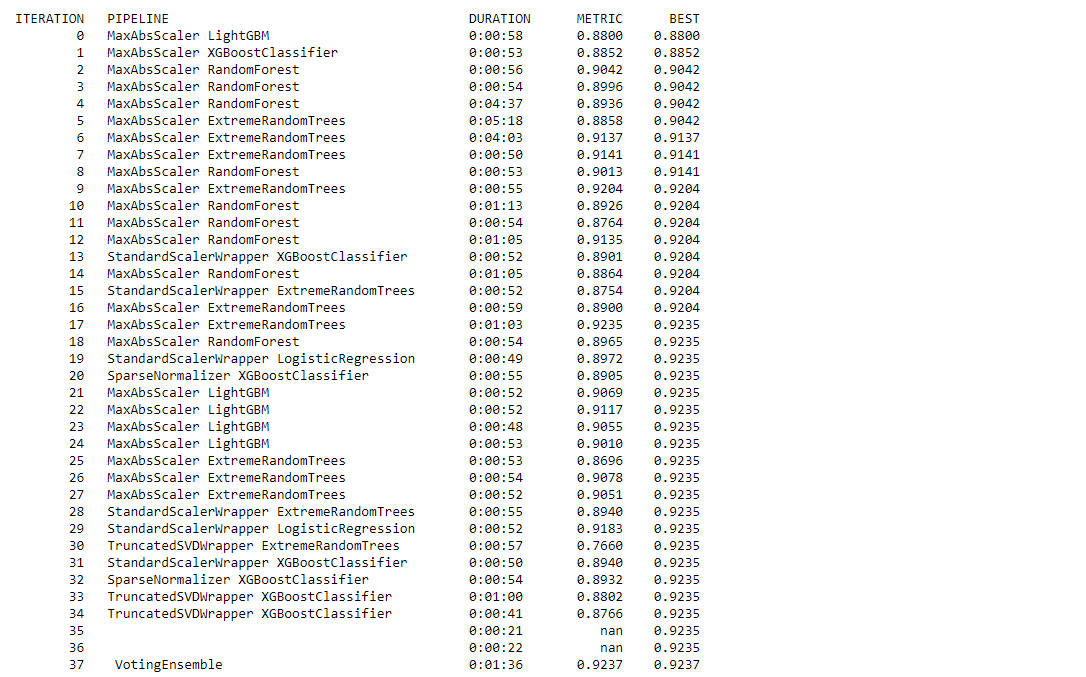 ITERATION PIPELINE DURATION METRIC BEST
0 MaxAbsScaler LightGBM 0:00:58 0.8800 0.8800
1 MaxAbsScaler XGBoostClassifier 0:00:53 0.8852 0.8852
2 MaxAbsScaler RandomForest 0:00:56 0.9042 0.9042
3 MaxAbsScaler RandomForest 0:00:54 0.8996 0.9042
4 MaxAbsScaler RandomForest 0:04:37 0.8936 0.9042
5 MaxAbsScaler ExtremeRandomTrees 0:05:18 0.8858 0.9042
6 MaxAbsScaler ExtremeRandomTrees 0:04:03 0.9137 0.9137
7 MaxAbsScaler ExtremeRandomTrees 0:00:50 0.9141 0.9141
8 MaxAbsScaler RandomForest 0:00:53 0.9013 0.9141
9 MaxAbsScaler ExtremeRandomTrees 0:00:55 0.9204 0.9204
10 MaxAbsScaler RandomForest 0:01:13 0.8926 0.9204
11 MaxAbsScaler RandomForest 0:00:54 0.8764 0.9204
12 MaxAbsScaler RandomForest 0:01:05 0.9135 0.9204
13 StandardScalerWrapper XGBoostClassifier 0:00:52 0.8901 0.9204
14 MaxAbsScaler RandomForest 0:01:05 0.8864 0.9204
15 StandardScalerWrapper ExtremeRandomTrees 0:00:52 0.8754 0.9204
16 MaxAbsScaler ExtremeRandomTrees 0:00:59 0.8900 0.9204
17 MaxAbsScaler ExtremeRandomTrees 0:01:03 0.9235 0.9235
18 MaxAbsScaler RandomForest 0:00:54 0.8965 0.9235
19 StandardScalerWrapper LogisticRegression 0:00:49 0.8972 0.9235
20 SparseNormalizer XGBoostClassifier 0:00:55 0.8905 0.9235
21 MaxAbsScaler LightGBM 0:00:52 0.9069 0.9235
22 MaxAbsScaler LightGBM 0:00:52 0.9117 0.9235
23 MaxAbsScaler LightGBM 0:00:48 0.9055 0.9235
24 MaxAbsScaler LightGBM 0:00:53 0.9010 0.9235
25 MaxAbsScaler ExtremeRandomTrees 0:00:53 0.8696 0.9235
26 MaxAbsScaler ExtremeRandomTrees 0:00:54 0.9078 0.9235
27 MaxAbsScaler ExtremeRandomTrees 0:00:52 0.9051 0.9235
28 StandardScalerWrapper ExtremeRandomTrees 0:00:55 0.8940 0.9235
29 StandardScalerWrapper LogisticRegression 0:00:52 0.9183 0.9235
30 TruncatedSVDWrapper ExtremeRandomTrees 0:00:57 0.7660 0.9235
31 StandardScalerWrapper XGBoostClassifier 0:00:50 0.8940 0.9235
32 SparseNormalizer XGBoostClassifier 0:00:54 0.8932 0.9235
33 TruncatedSVDWrapper XGBoostClassifier 0:01:00 0.8802 0.9235
34 TruncatedSVDWrapper XGBoostClassifier 0:00:41 0.8766 0.9235
35 0:00:21 nan 0.9235
36 0:00:22 nan 0.9235
37 VotingEnsemble 0:01:36 0.9237 0.9237